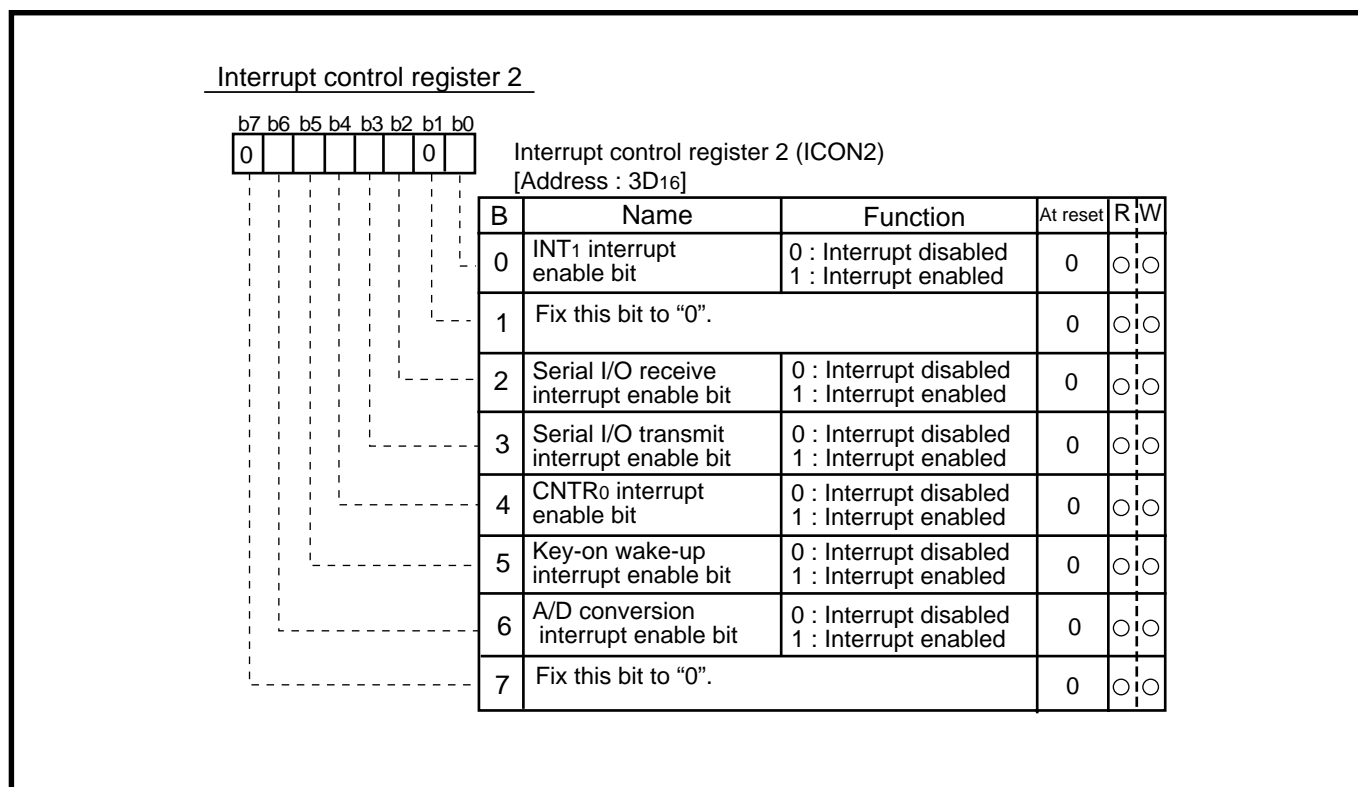 Interrupt control register 2
b7 b6 b5 b4 b3 b2 b1 b0
0 0
Interrupt control register 2 (ICON2)
[Address : 3D16]
B Name Function At reset R W
0 INT1 interrupt enable bit 0 : Interrupt disabled 1 : Interrupt enabled 0 ○ ○
1 Fix this bit to “0”. 0 ○ ○
2 Serial I/O receive interrupt enable bit 0 : Interrupt disabled 1 : Interrupt enabled 0 ○ ○
3 Serial I/O transmit interrupt enable bit 0 : Interrupt disabled 1 : Interrupt enabled 0 ○ ○
4 CNTR0 interrupt enable bit 0 : Interrupt disabled 1 : Interrupt enabled 0 ○ ○
5 Key-on wake-up interrupt enable bit 0 : Interrupt disabled 1 : Interrupt enabled 0 ○ ○
6 A/D conversion interrupt enable bit 0 : Interrupt disabled 1 : Interrupt enabled 0 ○ ○
7 Fix this bit to “0”. 0 ○ ○